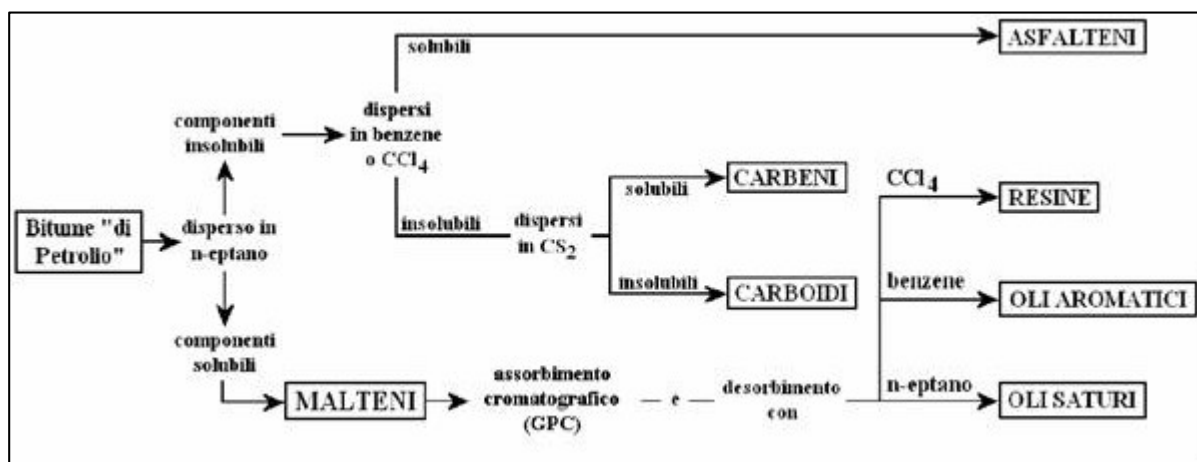 solubili
ASFALTENI
componenti
insolubili
dispersi
in benzene
o CCl4
Bitume "di
Petrolio"
disperso in
n-eptano
insolubili
dispersi
in CS2
solubili
CARBENI
insolubili
CARBOIDI
componenti
solubili
MALTENI
assorbimento
cromatografico
(GPC)
e
desorbimento
con
CCl4
RESINE
benzene
OLI AROMATICI
n-eptano
OLI SATURI